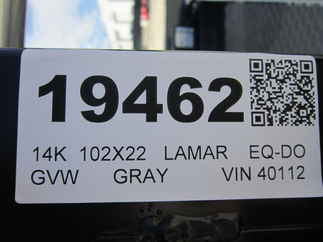 19462
14K 102X22 LAMAR EQ-DO
GVW GRAY VIN 40112